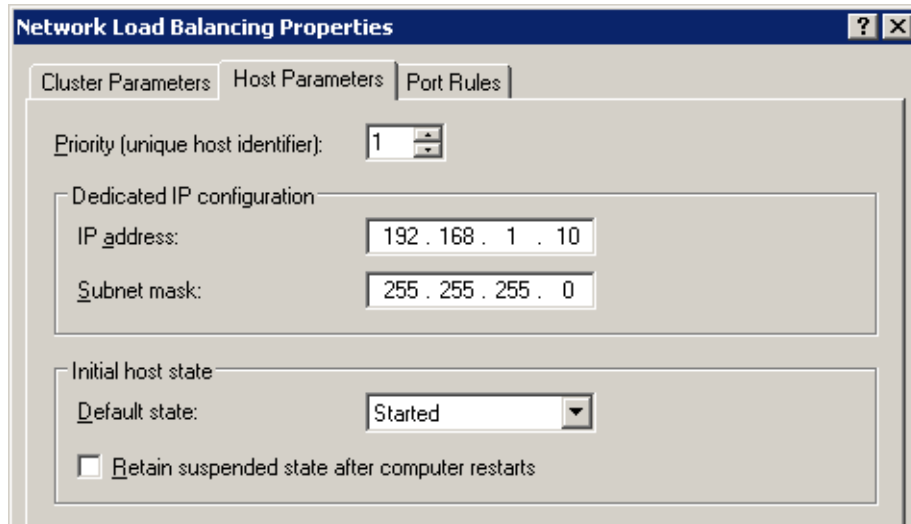 Network Load Balancing Properties ? X
Cluster Parameters Host Parameters Port Rules
Priority (unique host identifier): 1
Dedicated IP configuration
IP address: 192 . 168 . 1 . 10
Subnet mask: 255 . 255 . 255 . 0
Initial host state
Default state: Started
Retain suspended state after computer restarts